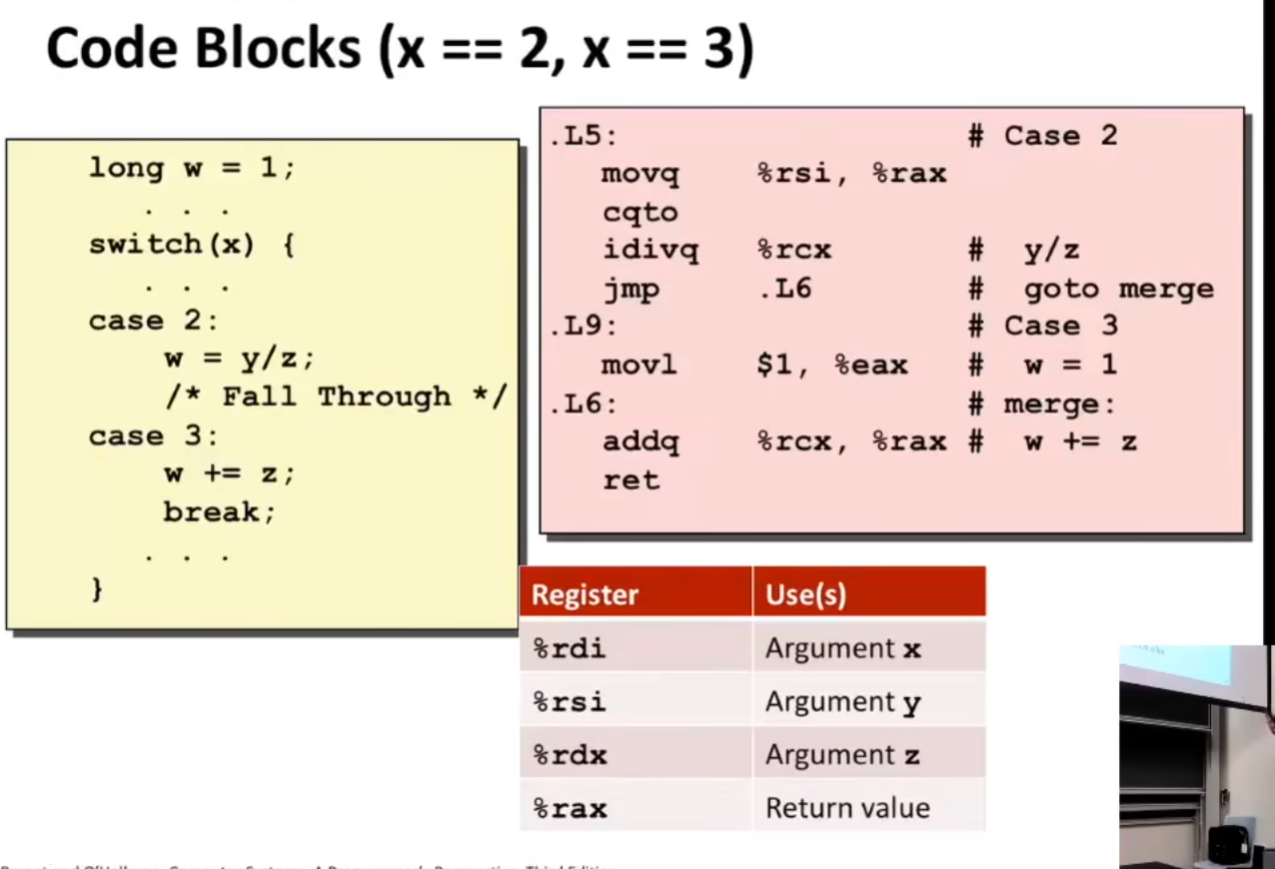 Code Blocks (x == 2, x == 3)
long w = 1;
. . .
switch(x) {
. . .
case 2:
w = y/z;
/* Fall Through */
case 3:
w += z;
break;
. . .
}
.L5: # Case 2
movq %rsi, %rax
cqto
idivq %rcx # y/z
jmp .L6 # goto merge
.L9: # Case 3
movl $1, %eax # w = 1
.L6: # merge:
addq %rcx, %rax # w += z
ret
Register Use(s)
%rdi Argument x
%rsi Argument y
%rdx Argument z
%rax Return value